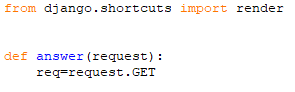 from django.shortcuts import render
def answer(request):
    req=request.GET